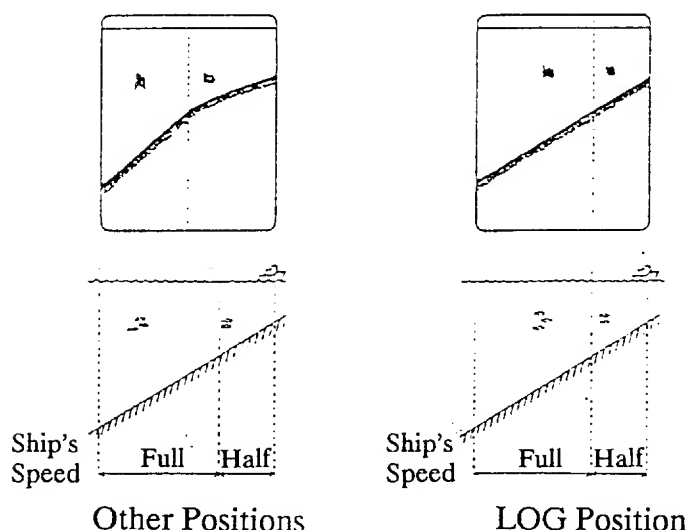 Ship's
Speed
Full
Half
Ship's
Speed
Full
Half
Other Positions
LOG Position